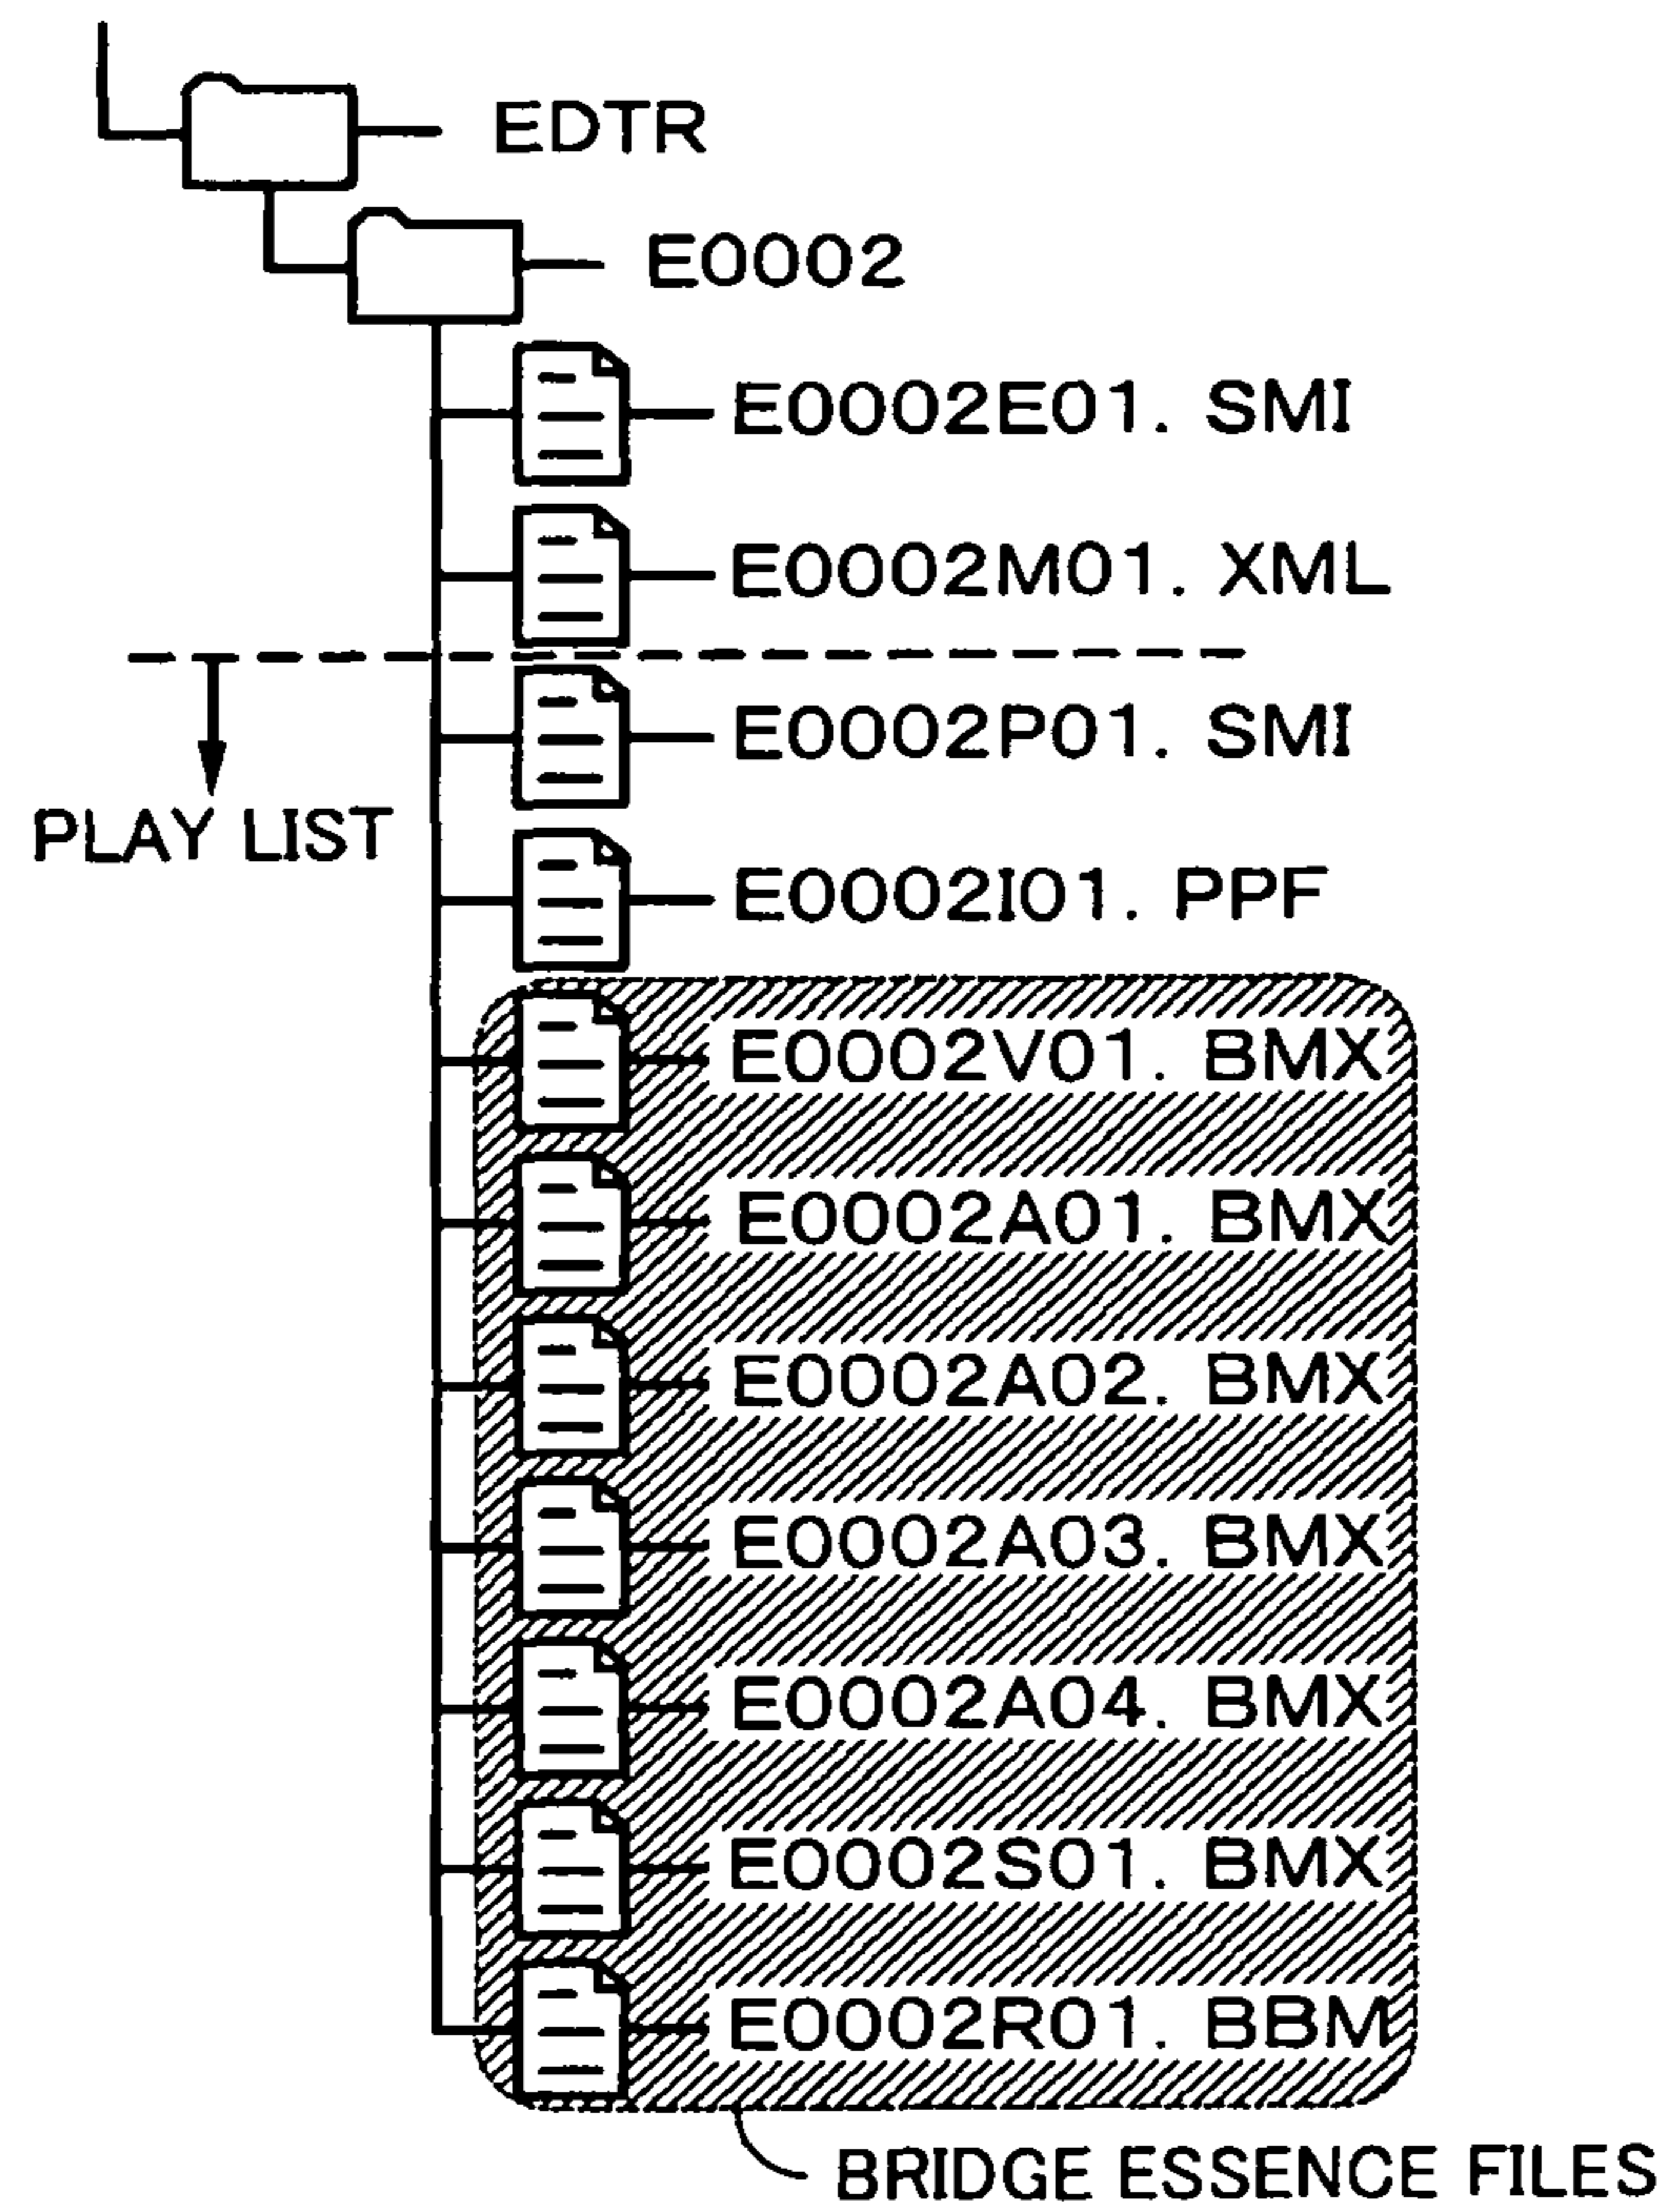 EDTR
E0002
E0002E01. SMI
E0002M01. XML
E0002P01. SMI
PLAY LIST
E0002I01. PPF
E0002V01. BMX
E0002A01. BMX
E0002A02. BMX
E0002A03. BMX
E0002A04. BMX
E0002S01. BMX
E0002R01. BBM
BRIDGE ESSENCE FILES